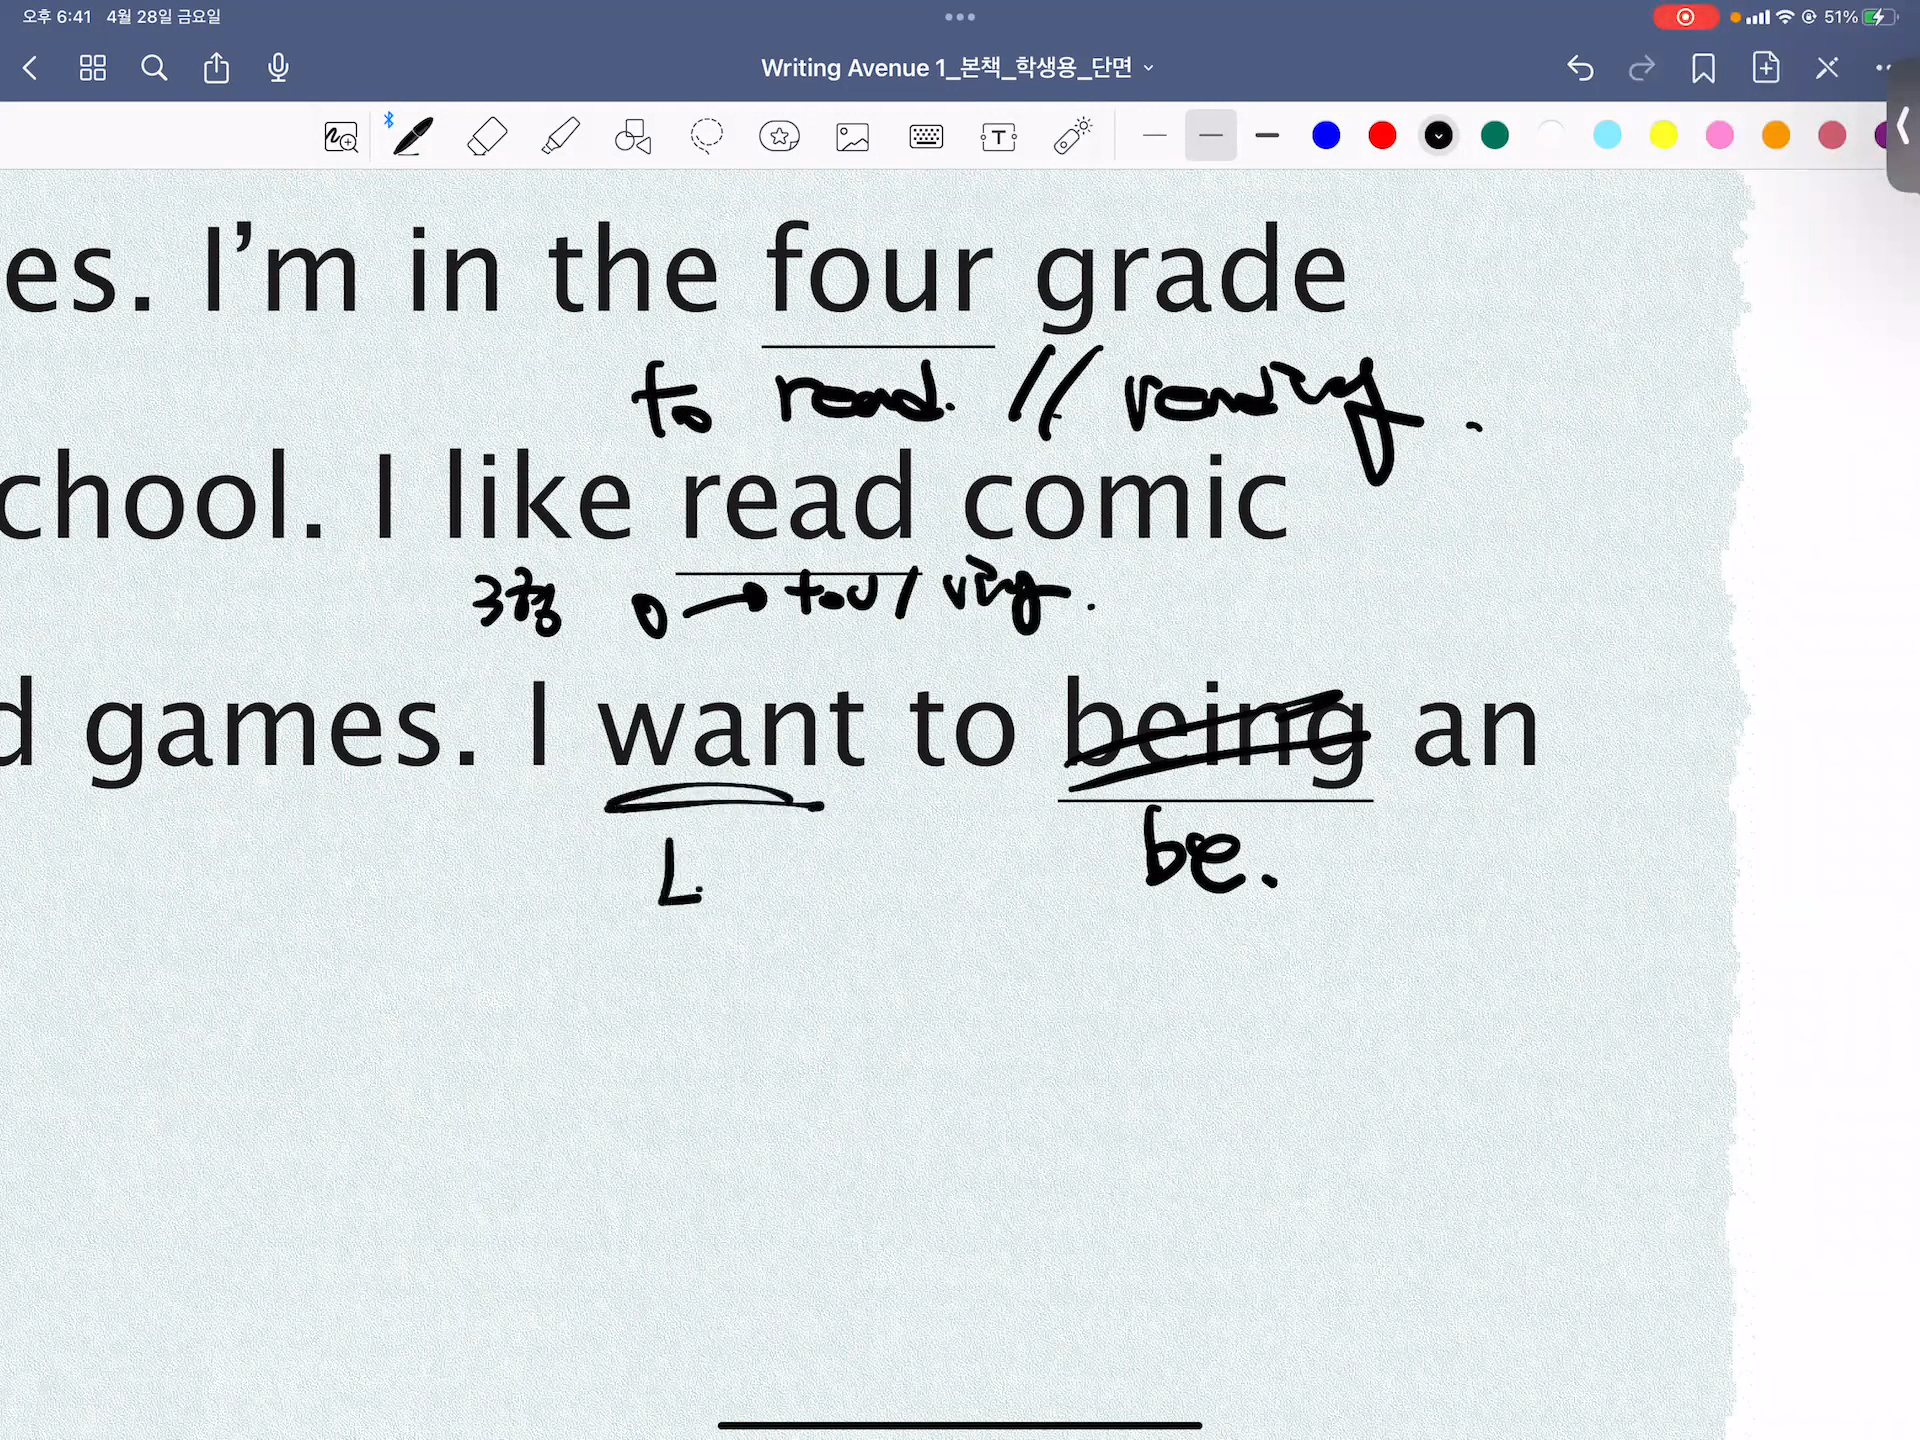 오후 6:41 4월 28일 금요일
51%
Writing Avenue 1_본책_학생용_단면
es. I'm in the four grade
to read. // reading.
chool. I like read comic
3형 O → toV / Ving.
d games. I want to being an
L
be.